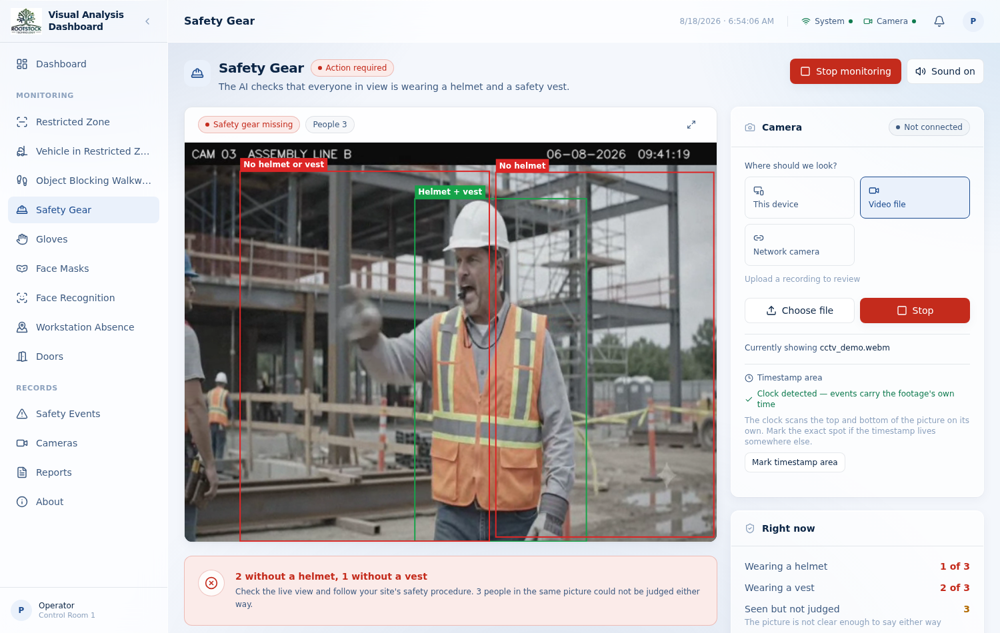 ROOTSTOCK
TECHNOLOGY
Visual Analysis
Dashboard
Safety Gear
8/18/2026 · 6:54:06 AM
System
Camera
P
Dashboard
MONITORING
Restricted Zone
Vehicle in Restricted Z...
Object Blocking Walkw...
Safety Gear
Gloves
Face Masks
Face Recognition
Workstation Absence
Doors
RECORDS
Safety Events
Cameras
Reports
About
P
Operator
Control Room 1
Safety Gear
Action required
The AI checks that everyone in view is wearing a helmet and a safety vest.
Stop monitoring
Sound on
Safety gear missing
People 3
CAM 03 ASSEMBLY LINE B
06-08-2026 09:41:19
No helmet or vest
No helmet
Helmet + vest
2 without a helmet, 1 without a vest
Check the live view and follow your site's safety procedure. 3 people in the same picture could not be judged either
way.
Camera
Not connected
Where should we look?
This device
Video file
Network camera
Upload a recording to review
Choose file
Stop
Currently showing cctv_demo.webm
Timestamp area
Clock detected — events carry the footage's own
time
The clock scans the top and bottom of the picture on its
own. Mark the exact spot if the timestamp lives
somewhere else.
Mark timestamp area
Right now
Wearing a helmet 1 of 3
Wearing a vest 2 of 3
Seen but not judged 3
The picture is not clear enough to say either way